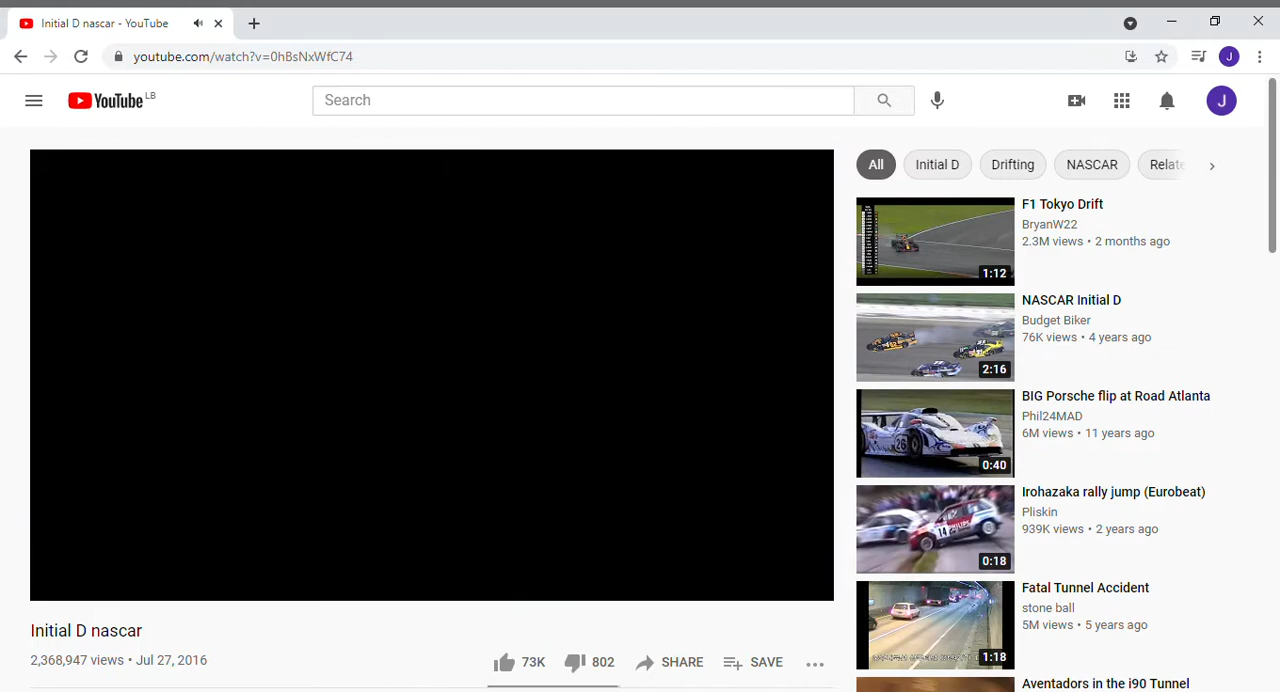 Initial D nascar - YouTube
youtube.com/watch?v=0hBsNxWfC74
J
YouTube LB
Search
J
All
Initial D
Drifting
NASCAR
Relate
F1 Tokyo Drift
BryanW22
2.3M views • 2 months ago
1:12
NASCAR Initial D
Budget Biker
76K views • 4 years ago
2:16
BIG Porsche flip at Road Atlanta
Phil24MAD
6M views • 11 years ago
26
0:40
Irohazaka rally jump (Eurobeat)
Pliskin
939K views • 2 years ago
14 PHILIPS
0:18
Fatal Tunnel Accident
stone ball
5M views • 5 years ago
1:18
Aventadors in the i90 Tunnel
Initial D nascar
2,368,947 views • Jul 27, 2016
73K
802
SHARE
SAVE